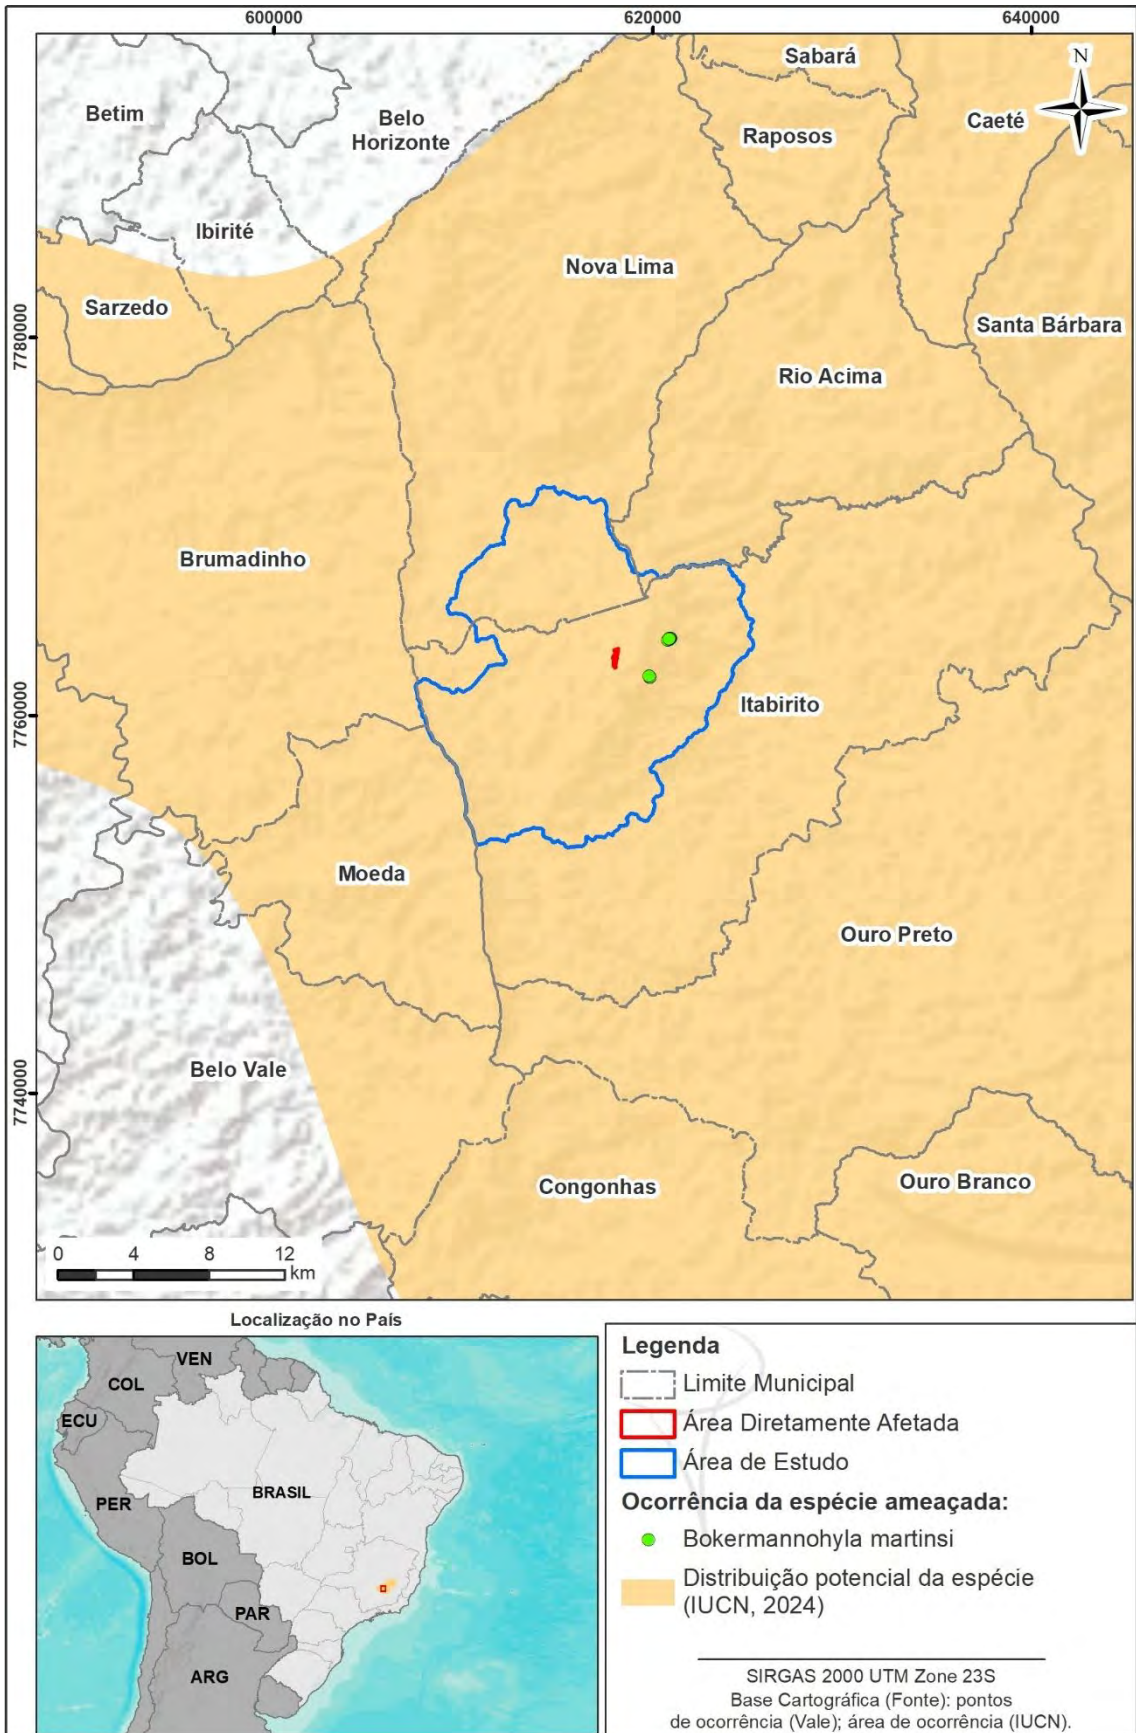 600000
620000
640000
Sabará
N
Betim
Belo
Horizonte
Caeté
Raposos
Ibirité
Nova Lima
Sarzedo
Santa Bárbara
7780000
Rio Acima
Brumadinho
Itabirito
7760000
Moeda
Ouro Preto
Belo Vale
7740000
Congonhas
Ouro Branco
0 4 8 12
km
Localização no País
VEN
COL
ECU
PER
BRASIL
BOL
PAR
ARG
Legenda
Limite Municipal
Área Diretamente Afetada
Área de Estudo
Ocorrência da espécie ameaçada:
Bokermannohyla martinsi
Distribuição potencial da espécie
(IUCN, 2024)
SIRGAS 2000 UTM Zone 23S
Base Cartográfica (Fonte): pontos
de ocorrência (Vale); área de ocorrência (IUCN).